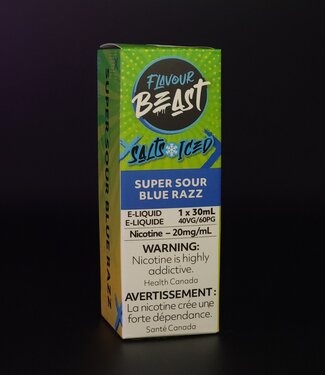 FLAVOUR
BEAST
SALTS ICED
SUPER SOUR
BLUE RAZZ
E-LIQUID
E-LIQUIDE
1 x 30mL
40VG/60PG
Nicotine – 20mg/mL
WARNING:
Nicotine is highly
addictive.
Health Canada
AVERTISSEMENT :
La nicotine crée une
forte dépendance.
Santé Canada
SUPER SOUR BLUE RAZZ